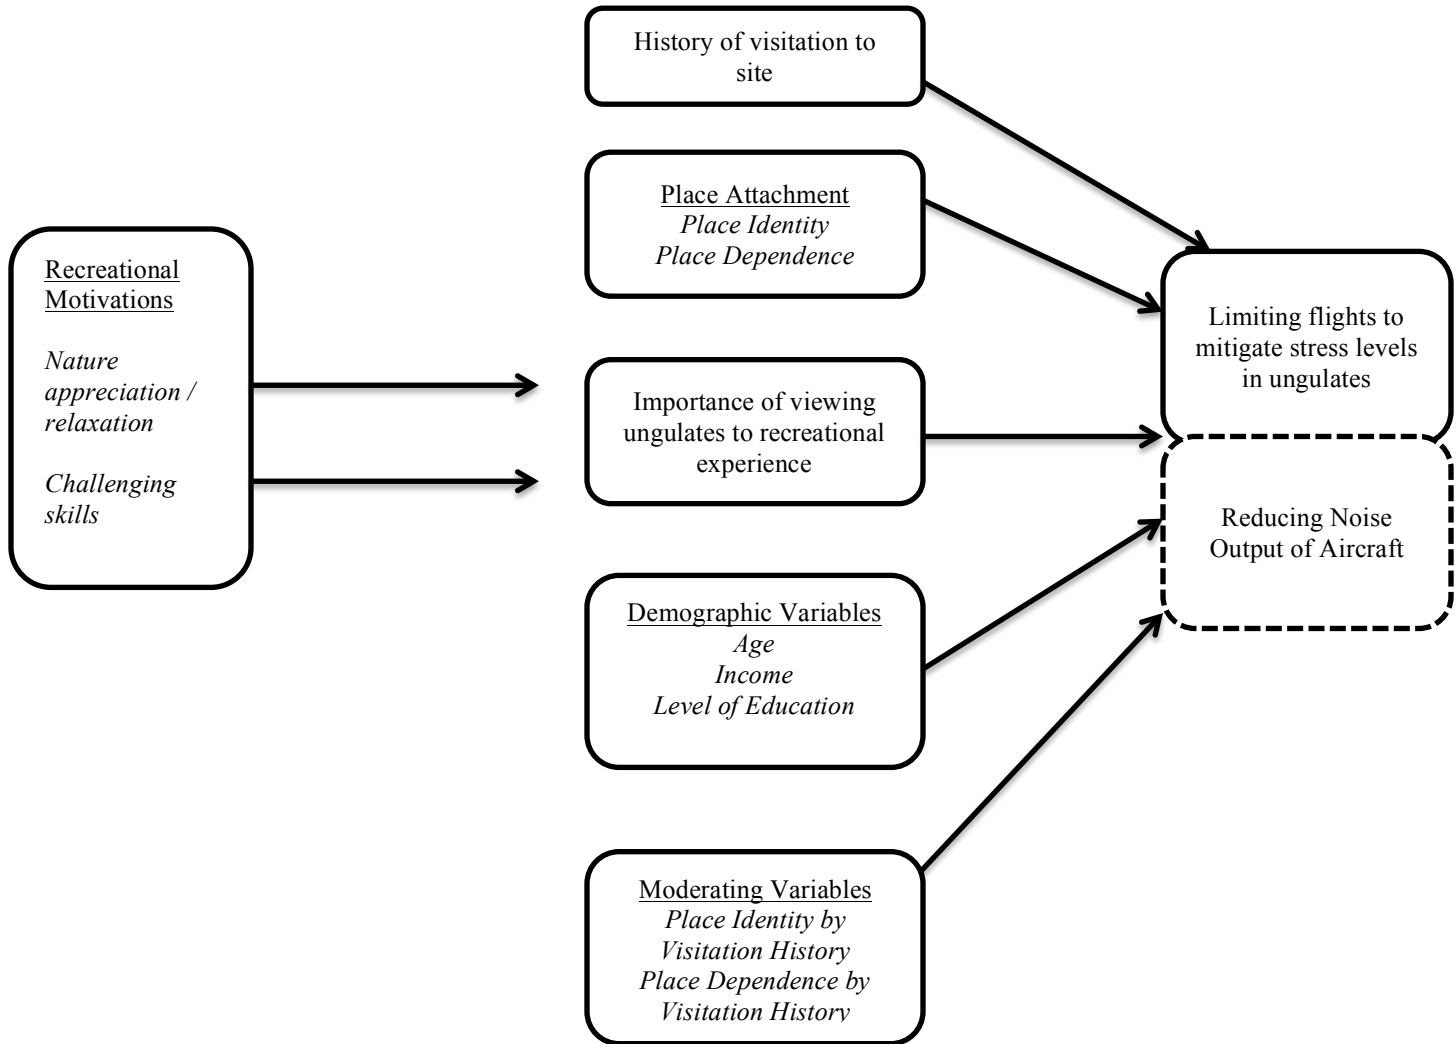 History of visitation to
site
Place Attachment
Place Identity
Place Dependence
Recreational
Motivations
Nature
appreciation /
relaxation
Challenging
skills
Importance of viewing
ungulates to recreational
experience
Limiting flights to
mitigate stress levels
in ungulates
Reducing Noise
Output of Aircraft
Demographic Variables
Age
Income
Level of Education
Moderating Variables
Place Identity by
Visitation History
Place Dependence by
Visitation History